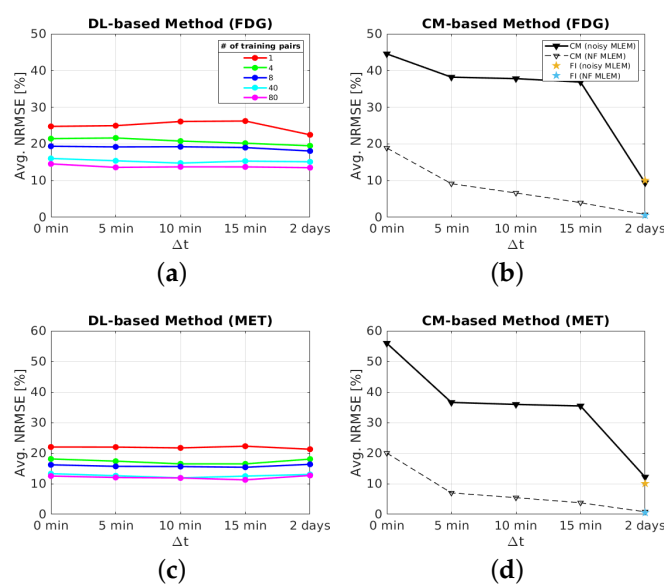 DL-based Method (FDG)
Avg. NRMSE [%]
50
40
30
20
10
0
# of training pairs
1
4
8
40
80
0 min 5 min 10 min 15 min 2 days
Δt
(a)
CM-based Method (FDG)
Avg. NRMSE [%]
50
40
30
20
10
0
CM (noisy MLEM)
CM (NF MLEM)
FI (noisy MLEM)
FI (NF MLEM)
0 min 5 min 10 min 15 min 2 days
Δt
(b)
DL-based Method (MET)
Avg. NRMSE [%]
60
50
40
30
20
10
0
0 min 5 min 10 min 15 min 2 days
Δt
(c)
CM-based Method (MET)
Avg. NRMSE [%]
60
50
40
30
20
10
0
0 min 5 min 10 min 15 min 2 days
Δt
(d)